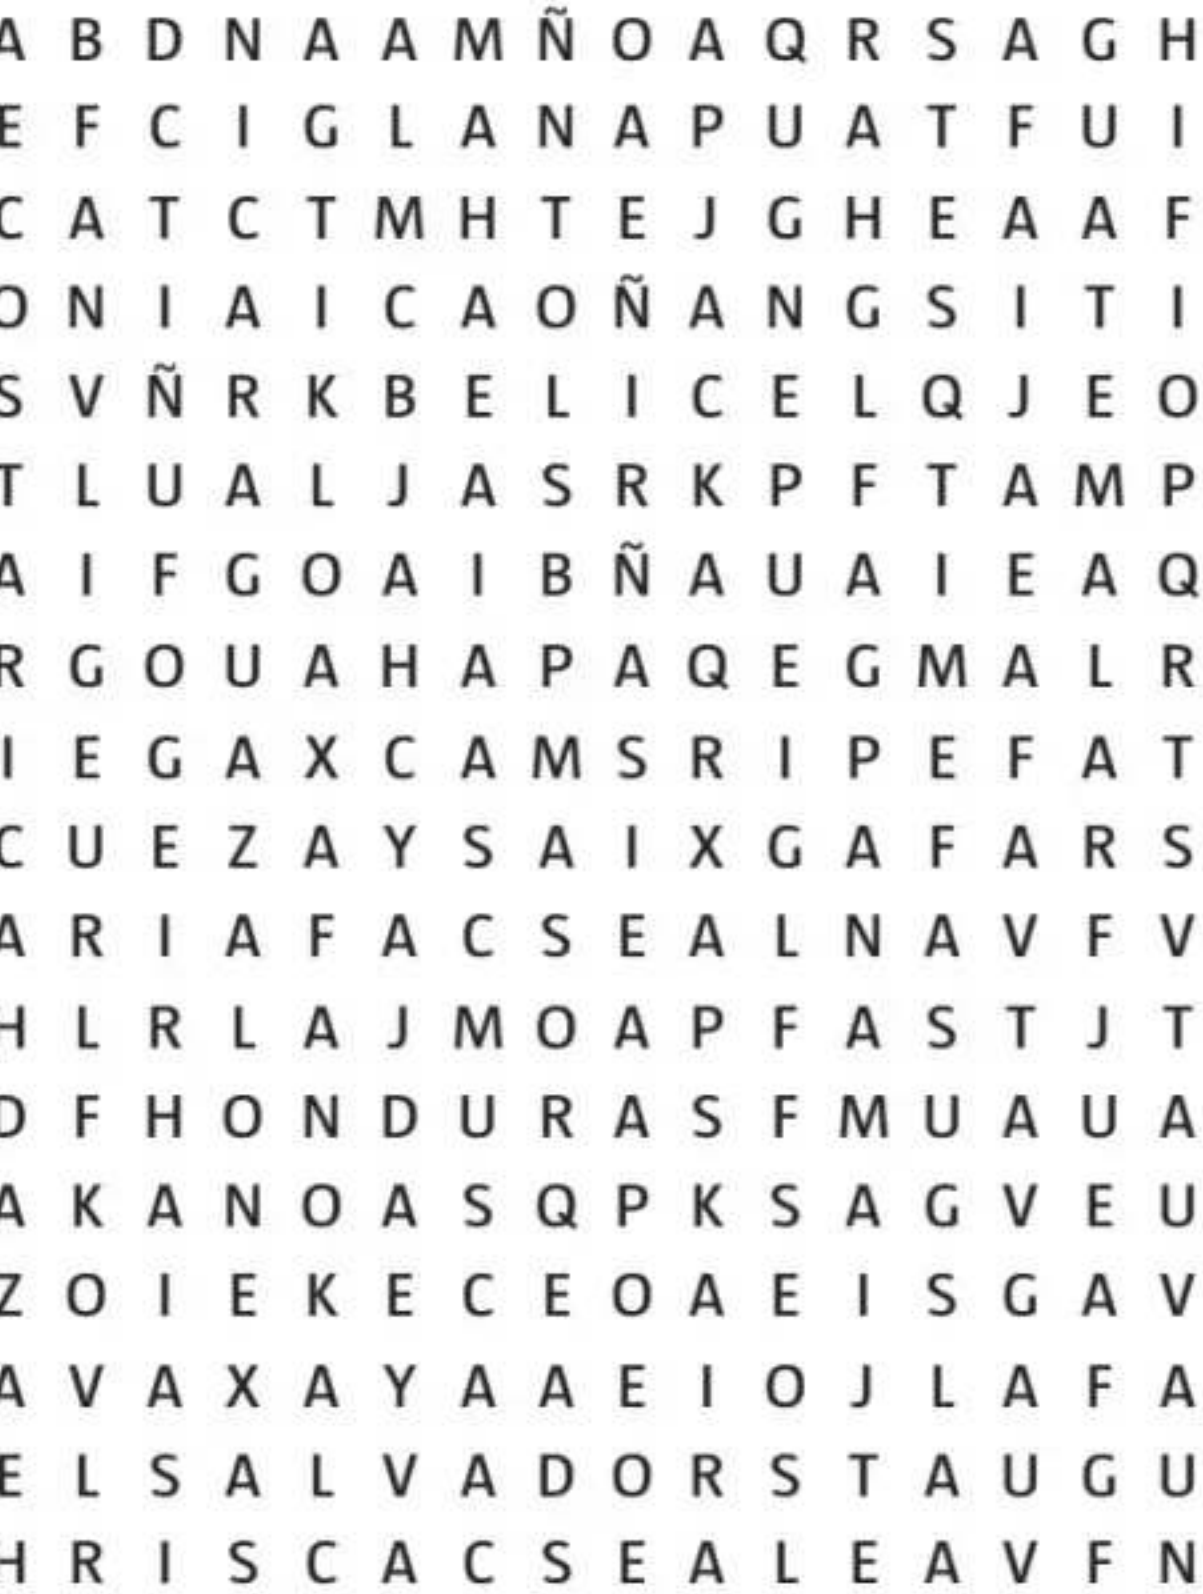 A B D N A A M Ñ O A Q R S A G H
E F C I G L A N A P U A T F U I
C A T C T M H T E J G H E A A F
O N I A I C A O Ñ A N G S I T I
S V Ñ R K B E L I C E L Q J E O
T L U A L J A S R K P F T A M P
A I F G O A I B Ñ A U A I E A Q
R G O U A H A P A Q E G M A L R
I E G A X C A M S R I P E F A T
C U E Z A Y S A I X G A F A R S
A R I A F A C S E A L N A V F V
H L R L A J M O A P F A S T J T
D F H O N D U R A S F M U A U A
A K A N O A S Q P K S A G V E U
Z O I E K E C E O A E I S G A V
A V A X A Y A A E I O J L A F A
E L S A L V A D O R S T A U G U
H R I S C A C S E A L E A V F N